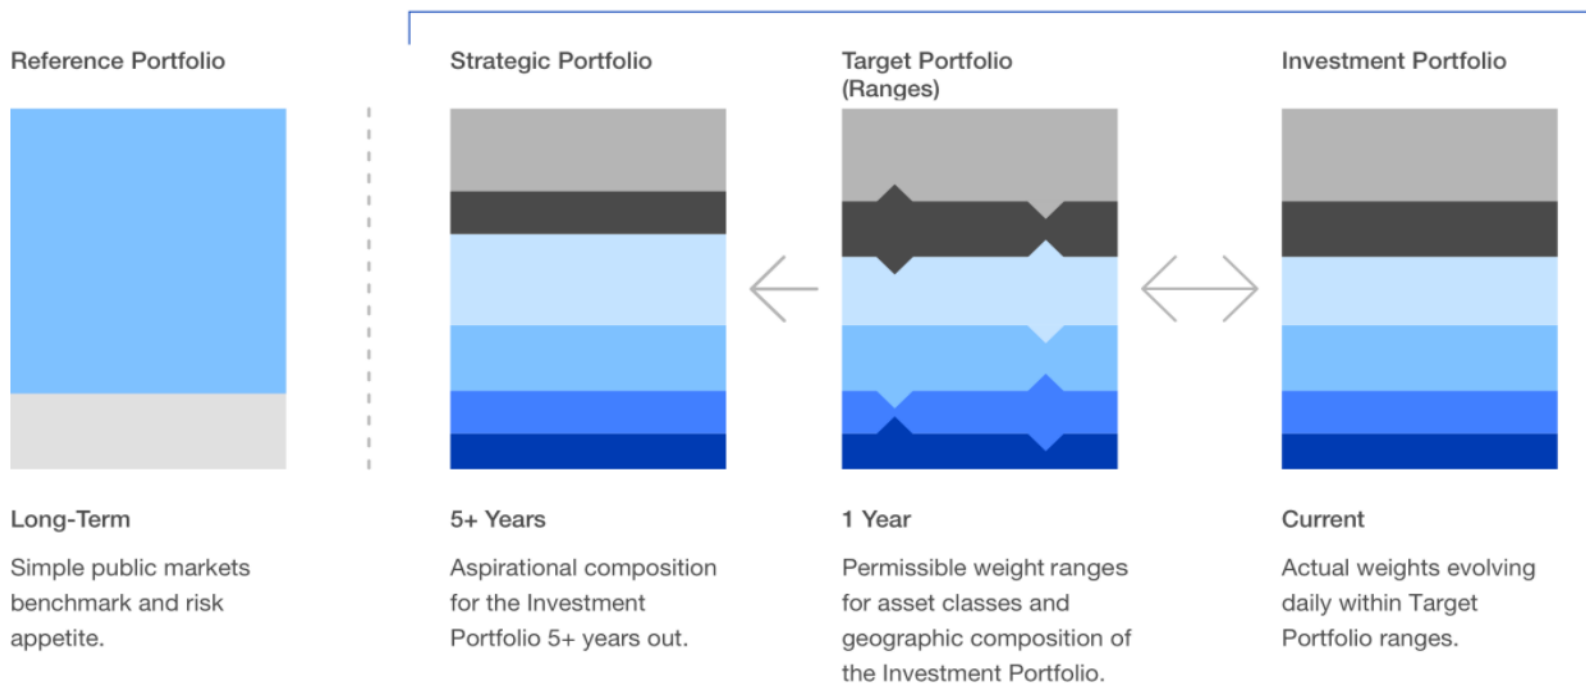 Reference Portfolio
Strategic Portfolio
Target Portfolio
(Ranges)
Investment Portfolio
Long-Term
Simple public markets
benchmark and risk
appetite.
5+ Years
Aspirational composition
for the Investment
Portfolio 5+ years out.
1 Year
Permissible weight ranges
for asset classes and
geographic composition of
the Investment Portfolio.
Current
Actual weights evolving
daily within Target
Portfolio ranges.